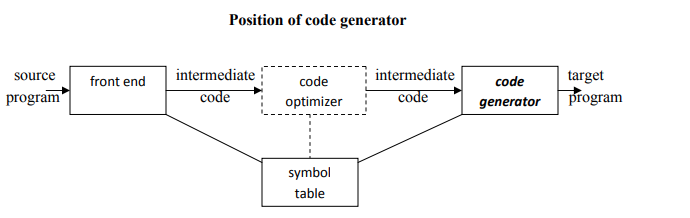 Position of code generator
source
program
front end
intermediate
code
code
optimizer
intermediate
code
code
generator
target
program
symbol
table